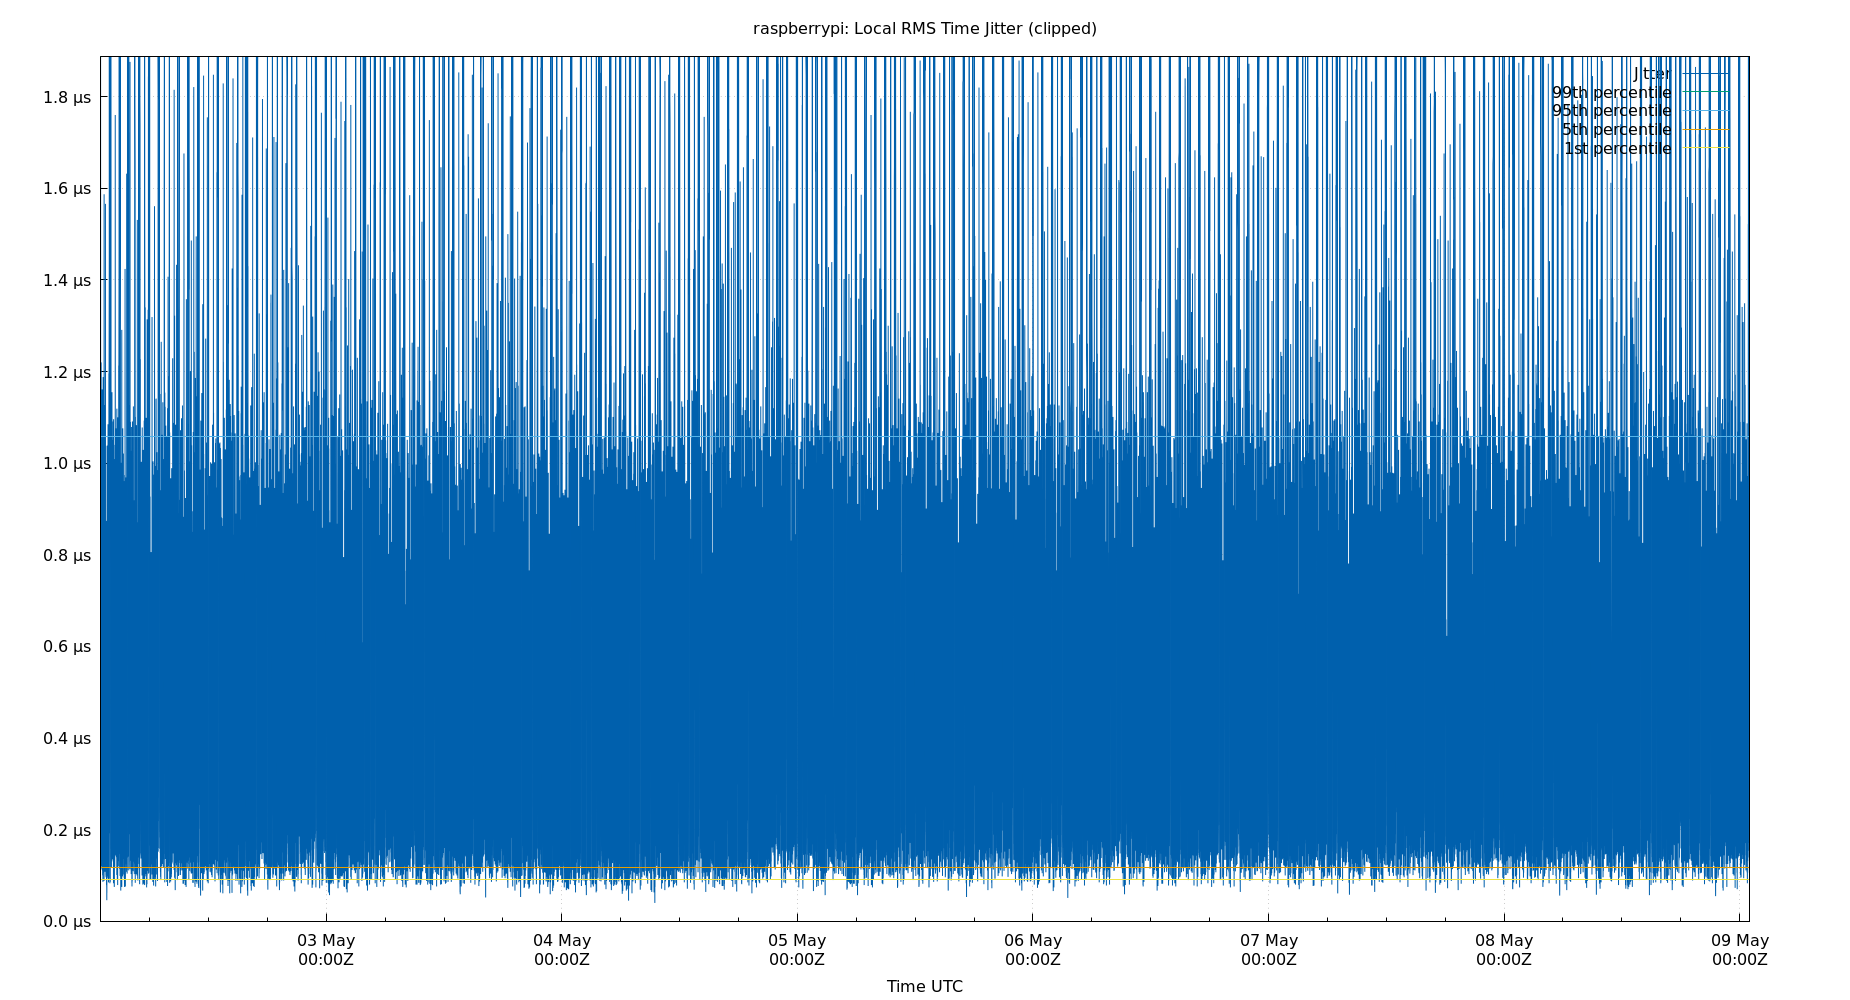 raspberrypi: Local RMS Time Jitter (clipped)
Jitter
99th percentile
95th percentile
5th percentile
1st percentile
1.8 µs
1.6 µs
1.4 µs
1.2 µs
1.0 µs
0.8 µs
0.6 µs
0.4 µs
0.2 µs
0.0 µs
03 May 04 May 05 May 06 May 07 May 08 May 09 May
00:00Z 00:00Z 00:00Z 00:00Z 00:00Z 00:00Z 00:00Z
Time UTC